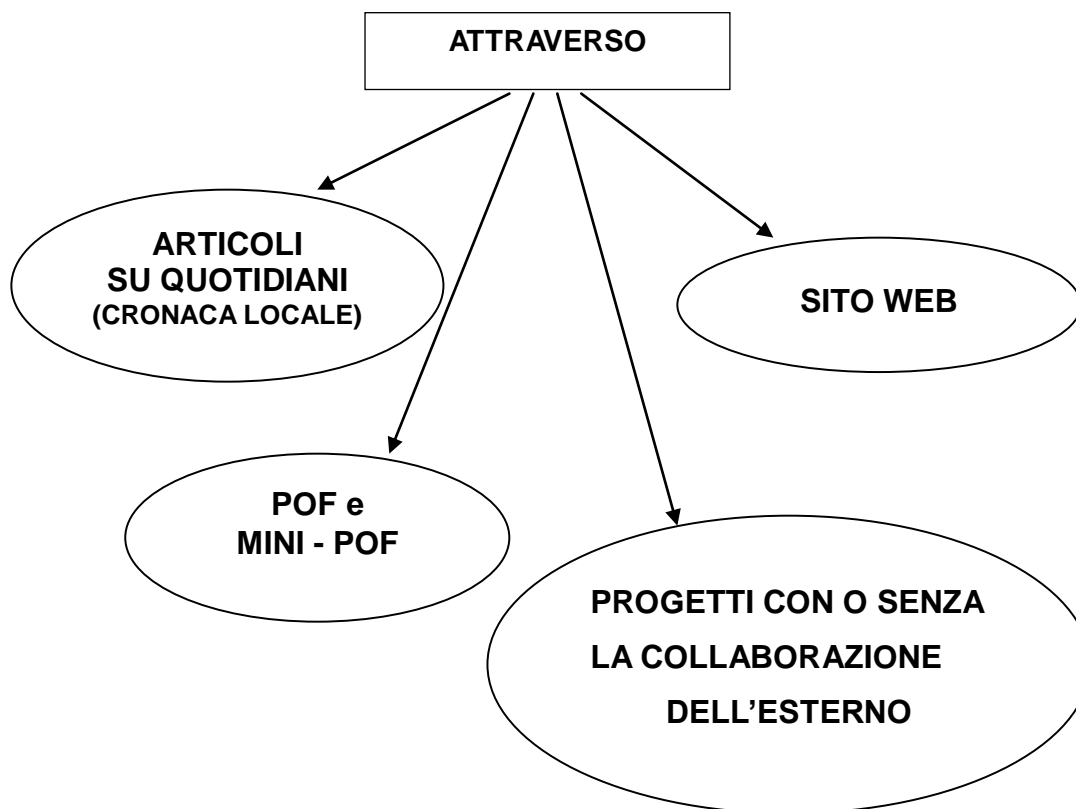 ATTRAVERSO
ARTICOLI
SU QUOTIDIANI
(CRONACA LOCALE)
SITO WEB
POF e
MINI - POF
PROGETTI CON O SENZA
LA COLLABORAZIONE
DELL’ESTERNO